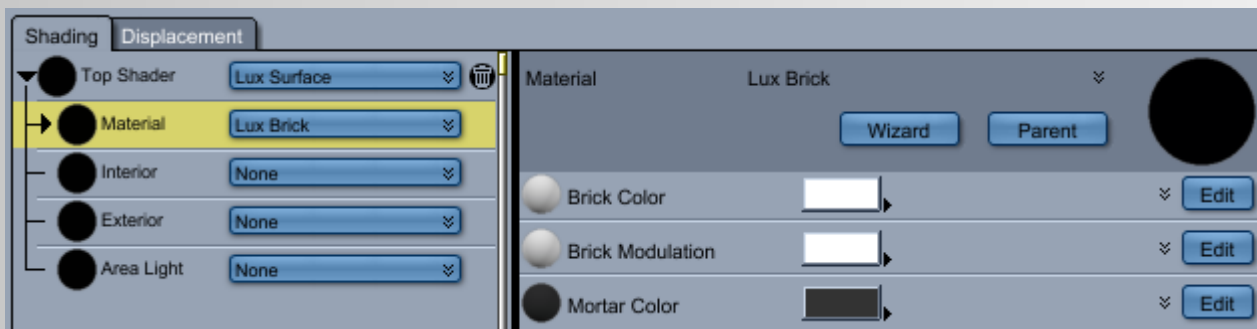 Shading Displacement
Top Shader Lux Surface
Material Lux Brick
Interior None
Exterior None
Area Light None
Material Lux Brick
Wizard Parent
Brick Color Edit
Brick Modulation Edit
Mortar Color Edit